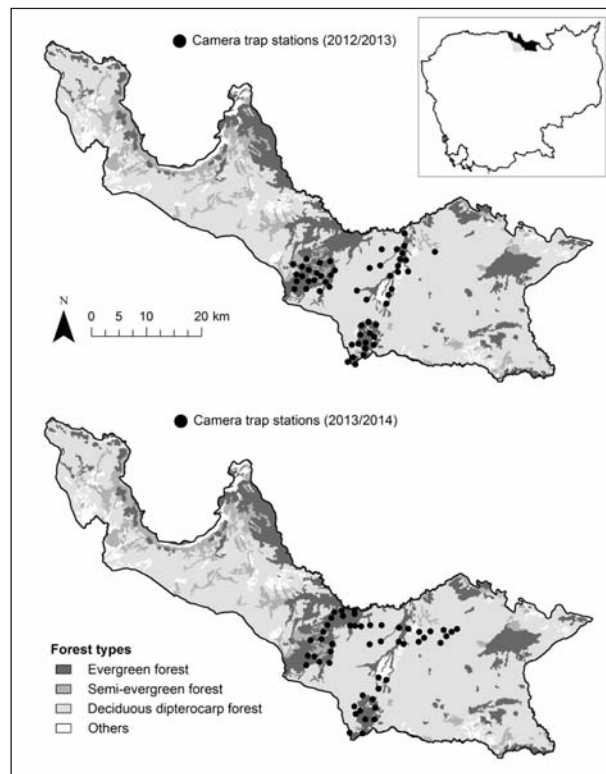 Camera trap stations (2012/2013)
N
0 5 10 20 km
Camera trap stations (2013/2014)
Forest types
Evergreen forest
Semi-evergreen forest
Deciduous dipterocarp forest
Others